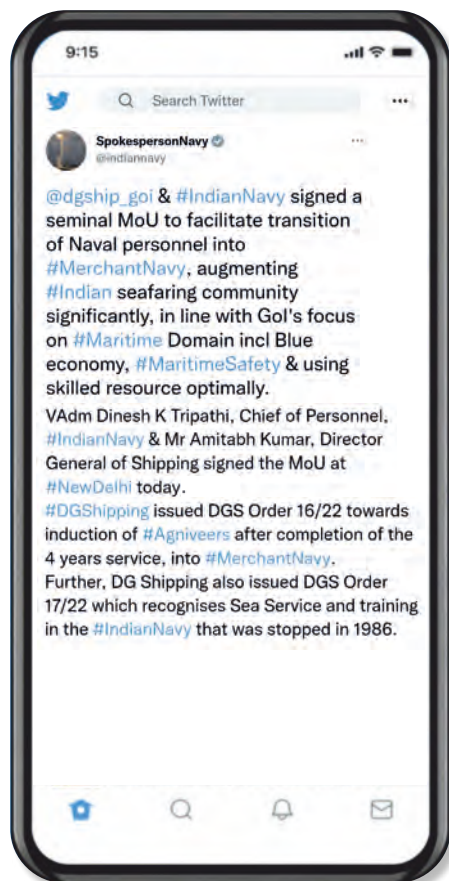 9:15
Search Twitter
SpokespersonNavy
@indiannavy
@dgship_goi & #IndianNavy signed a
seminal MoU to facilitate transition
of Naval personnel into
#MerchantNavy, augmenting
#Indian seafaring community
significantly, in line with GoI's focus
on #Maritime Domain incl Blue
economy, #MaritimeSafety & using
skilled resource optimally.
VAdm Dinesh K Tripathi, Chief of Personnel,
#IndianNavy & Mr Amitabh Kumar, Director
General of Shipping signed the MoU at
#NewDelhi today.
#DGShipping issued DGS Order 16/22 towards
induction of #Agniveers after completion of the
4 years service, into #MerchantNavy.
Further, DG Shipping also issued DGS Order
17/22 which recognises Sea Service and training
in the #IndianNavy that was stopped in 1986.